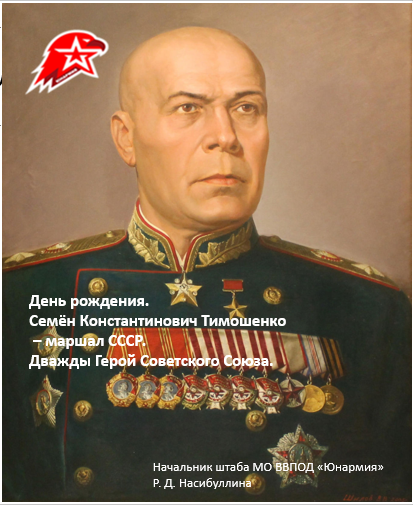 День рождения.
Семён Константинович Тимошенко
– маршал СССР.
Дважды Герой Советского Союза.
Начальник штаба МО ВВПОД «Юнармия»
Р. Д. Насибуллина